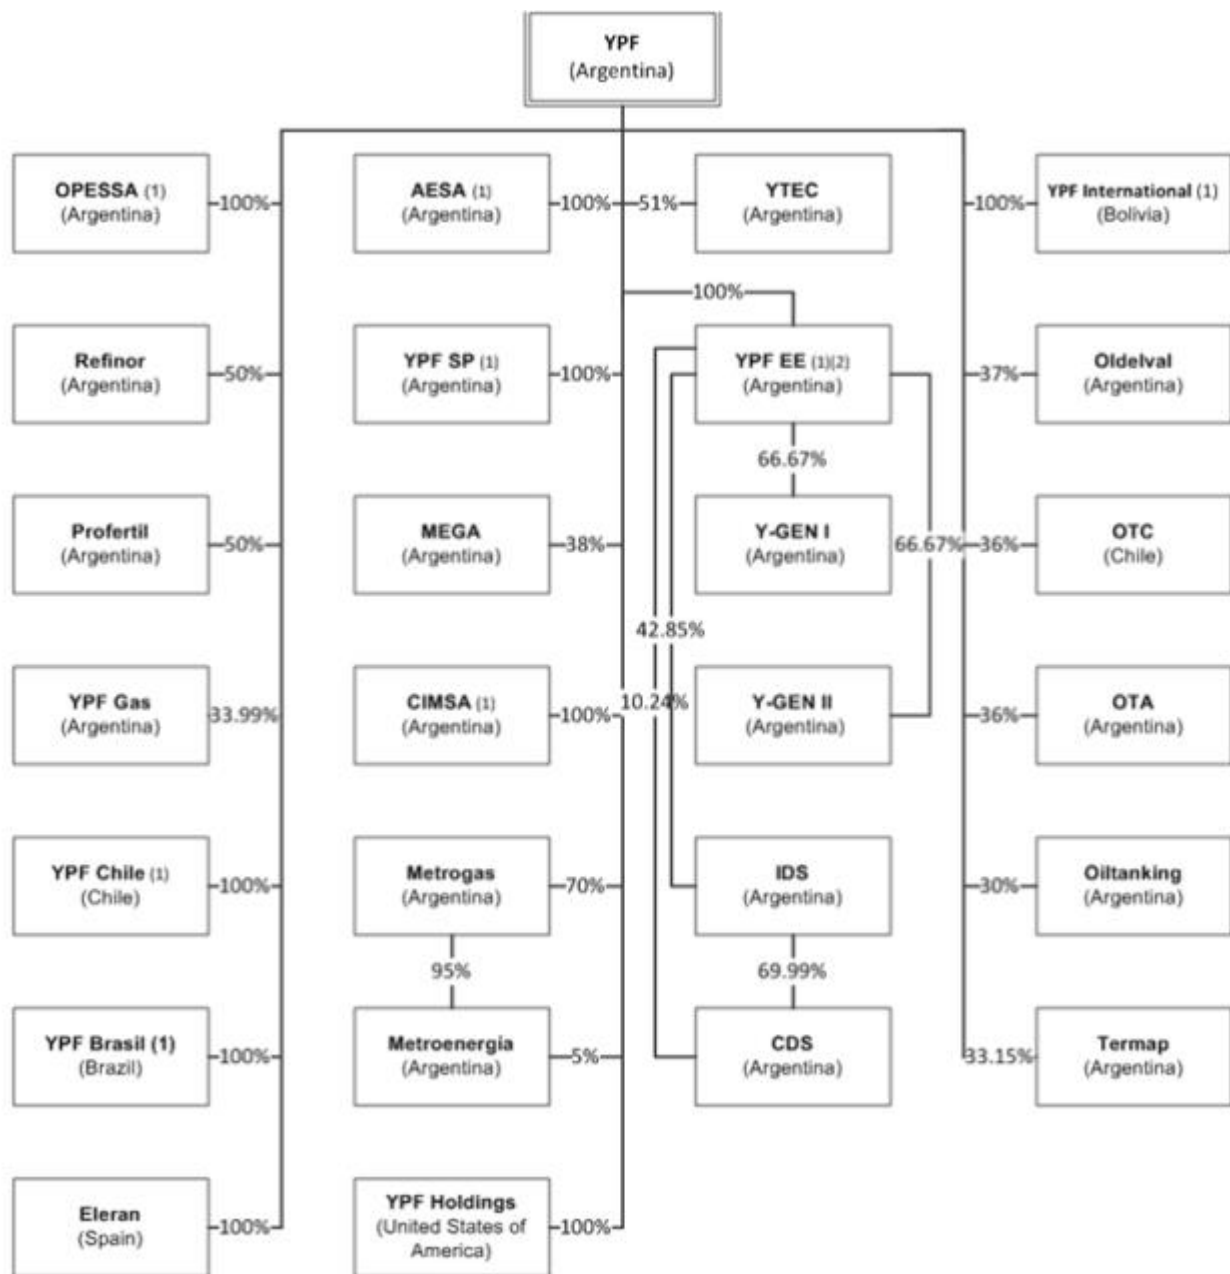 YPF
(Argentina)
OPESSA (1)
(Argentina)
100%
AESA (1)
(Argentina)
100%
51%
YTEC
(Argentina)
100%
YPF International (1)
(Bolivia)
100%
Refinor
(Argentina)
50%
YPF SP (1)
(Argentina)
100%
YPF EE (1)(2)
(Argentina)
37%
Oldelval
(Argentina)
66.67%
Profertil
(Argentina)
50%
MEGA
(Argentina)
38%
Y-GEN I
(Argentina)
66.67%
36%
OTC
(Chile)
42.85%
YPF Gas
(Argentina)
33.99%
CIMSA (1)
(Argentina)
100%
10.24%
Y-GEN II
(Argentina)
36%
OTA
(Argentina)
YPF Chile (1)
(Chile)
100%
Metrogas
(Argentina)
70%
IDS
(Argentina)
30%
Oiltanking
(Argentina)
95%
69.99%
YPF Brasil (1)
(Brazil)
100%
Metroenergía
(Argentina)
5%
CDS
(Argentina)
33.15%
Termap
(Argentina)
Eleran
(Spain)
100%
YPF Holdings
(United States of
America)
100%